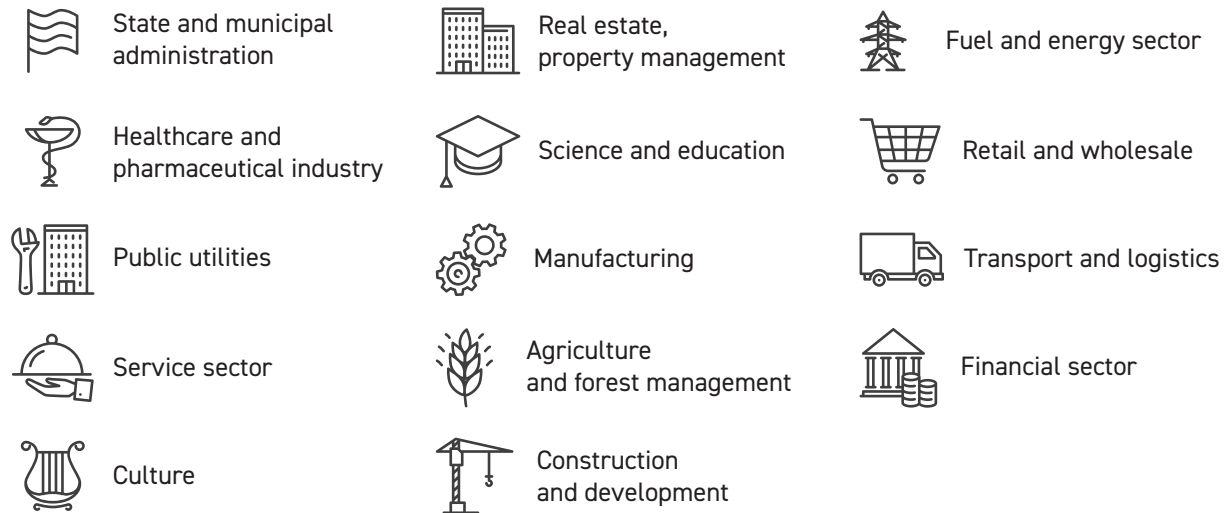 State and municipal
administration
Real estate,
property management
Fuel and energy sector
Healthcare and
pharmaceutical industry
Science and education
Retail and wholesale
Public utilities
Manufacturing
Transport and logistics
Service sector
Agriculture
and forest management
Financial sector
Culture
Construction
and development